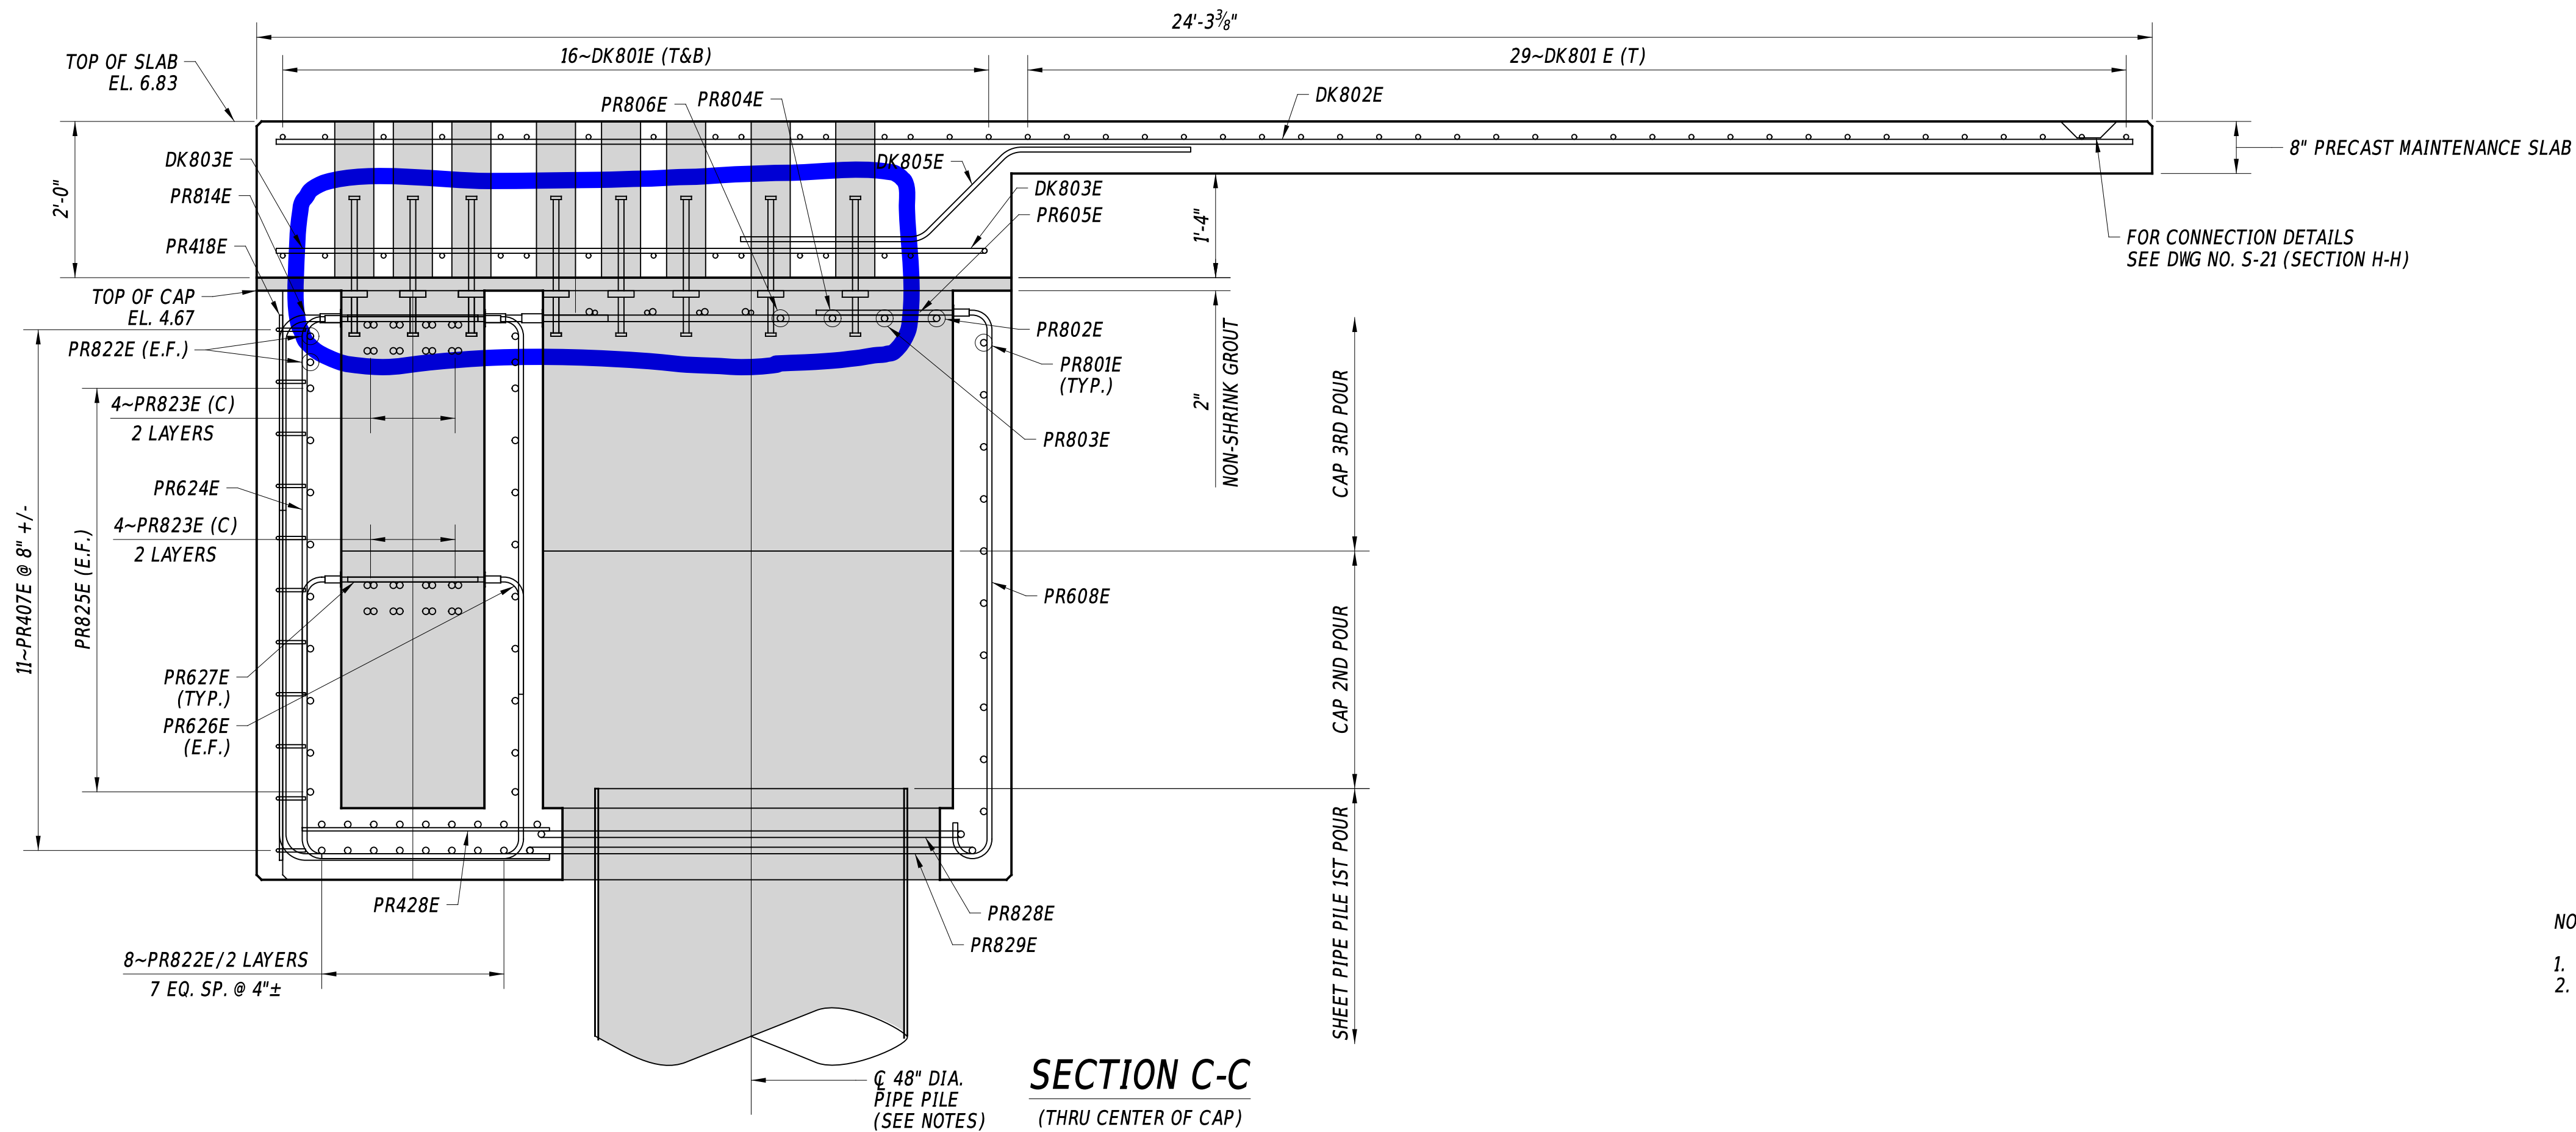 24'-3⅜"
16~DK801E (T&B)
29~DK801 E (T)
TOP OF SLAB
EL. 6.83
PR806E
PR804E
DK802E
DK803E
DK805E
8" PRECAST MAINTENANCE SLAB
PR814E
DK803E
2'-0"
PR605E
1'-4"
PR418E
FOR CONNECTION DETAILS
SEE DWG NO. S-21 (SECTION H-H)
TOP OF CAP
EL. 4.67
PR802E
PR822E (E.F.)
PR801E
(TYP.)
2"
NON-SHRINK GROUT
CAP 3RD POUR
4~PR823E (C)
2 LAYERS
PR803E
PR624E
4~PR823E (C)
2 LAYERS
11~PR407E @ 8" +/-
PR825E (E.F.)
PR608E
CAP 2ND POUR
PR627E
(TYP.)
PR626E
(E.F.)
SHEET PIPE PILE 1ST POUR
PR428E
PR828E
PR829E
8~PR822E/2 LAYERS
7 EQ. SP. @ 4"±
NO
1.
2.
℄ 48" DIA.
PIPE PILE
(SEE NOTES)
SECTION C-C
(THRU CENTER OF CAP)